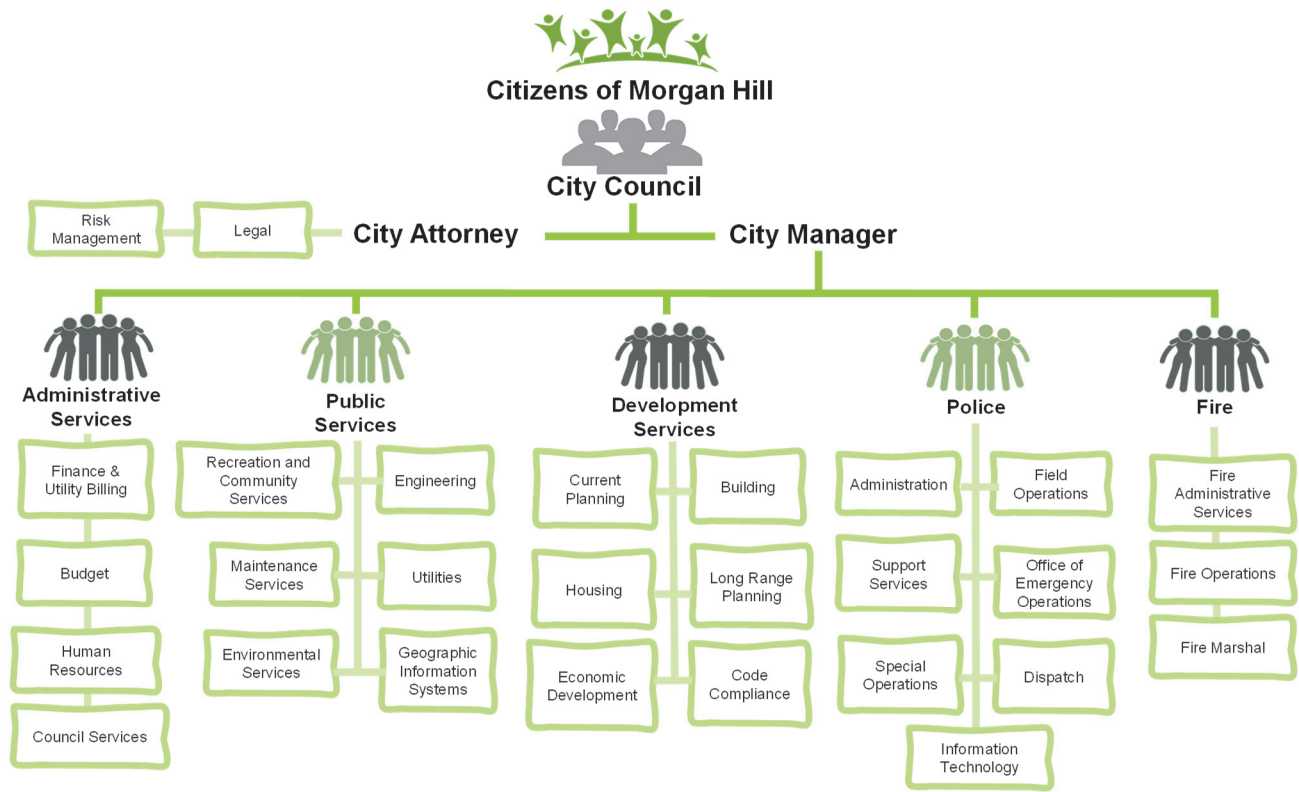 Citizens of Morgan Hill
City Council
Risk
Management
Legal
City Attorney
City Manager
Administrative
Services
Finance &
Utility Billing
Budget
Human
Resources
Council Services
Public
Services
Recreation and
Community
Services
Engineering
Maintenance
Services
Utilities
Environmental
Services
Geographic
Information
Systems
Development
Services
Current
Planning
Building
Housing
Long Range
Planning
Economic
Development
Code
Compliance
Police
Administration
Field
Operations
Support
Services
Office of
Emergency
Operations
Special
Operations
Dispatch
Information
Technology
Fire
Fire
Administrative
Services
Fire Operations
Fire Marshal